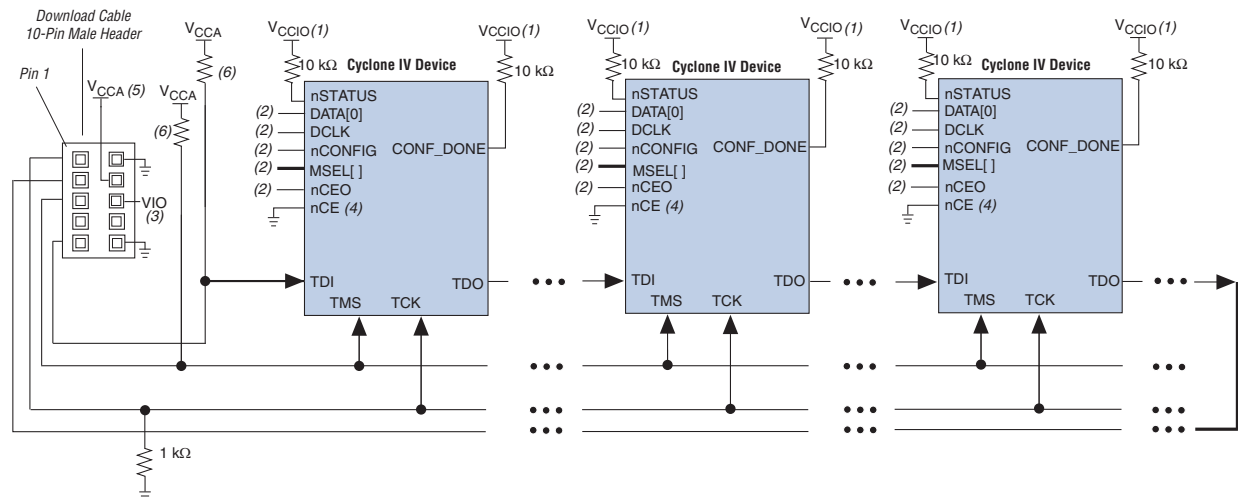 Download Cable
10-Pin Male Header
Pin 1
VCCA (5)
VCCA
(6)
VCCA
(6)
VIO
(3)
1 kΩ
VCCIO (1)
10 kΩ
Cyclone IV Device
VCCIO (1)
10 kΩ
nSTATUS
(2) DATA[0]
(2) DCLK
(2) nCONFIG
CONF_DONE
(2) MSEL[ ]
(2) nCEO
nCE (4)
TDI
TDO
TMS
TCK
VCCIO (1)
10 kΩ
Cyclone IV Device
VCCIO (1)
10 kΩ
nSTATUS
(2) DATA[0]
(2) DCLK
(2) nCONFIG
CONF_DONE
(2) MSEL[ ]
(2) nCEO
nCE (4)
TDI
TDO
TMS
TCK
VCCIO (1)
10 kΩ
Cyclone IV Device
VCCIO (1)
10 kΩ
nSTATUS
(2) DATA[0]
(2) DCLK
(2) nCONFIG
CONF_DONE
(2) MSEL[ ]
(2) nCEO
nCE (4)
TDI
TDO
TMS
TCK